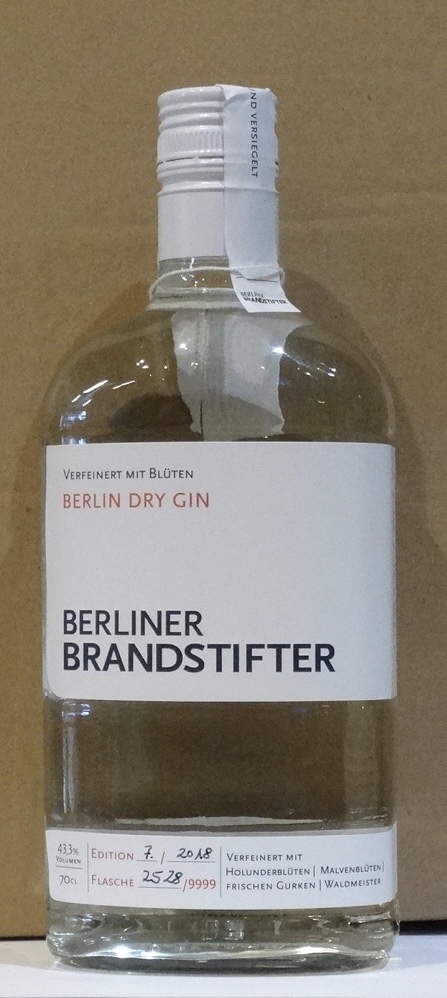 ND VERSIEGELT
BERLINER
BRANDSTIFTER
VERFEINERT MIT BLÜTEN
BERLIN DRY GIN
BERLINER
BRANDSTIFTER
43,3%
VOLUMEN
70CL
EDITION 7. / 2018
FLASCHE 2528/9999
VERFEINERT MIT
HOLUNDERBLÜTEN | MALVENBLÜTEN |
FRISCHEN GURKEN | WALDMEISTER